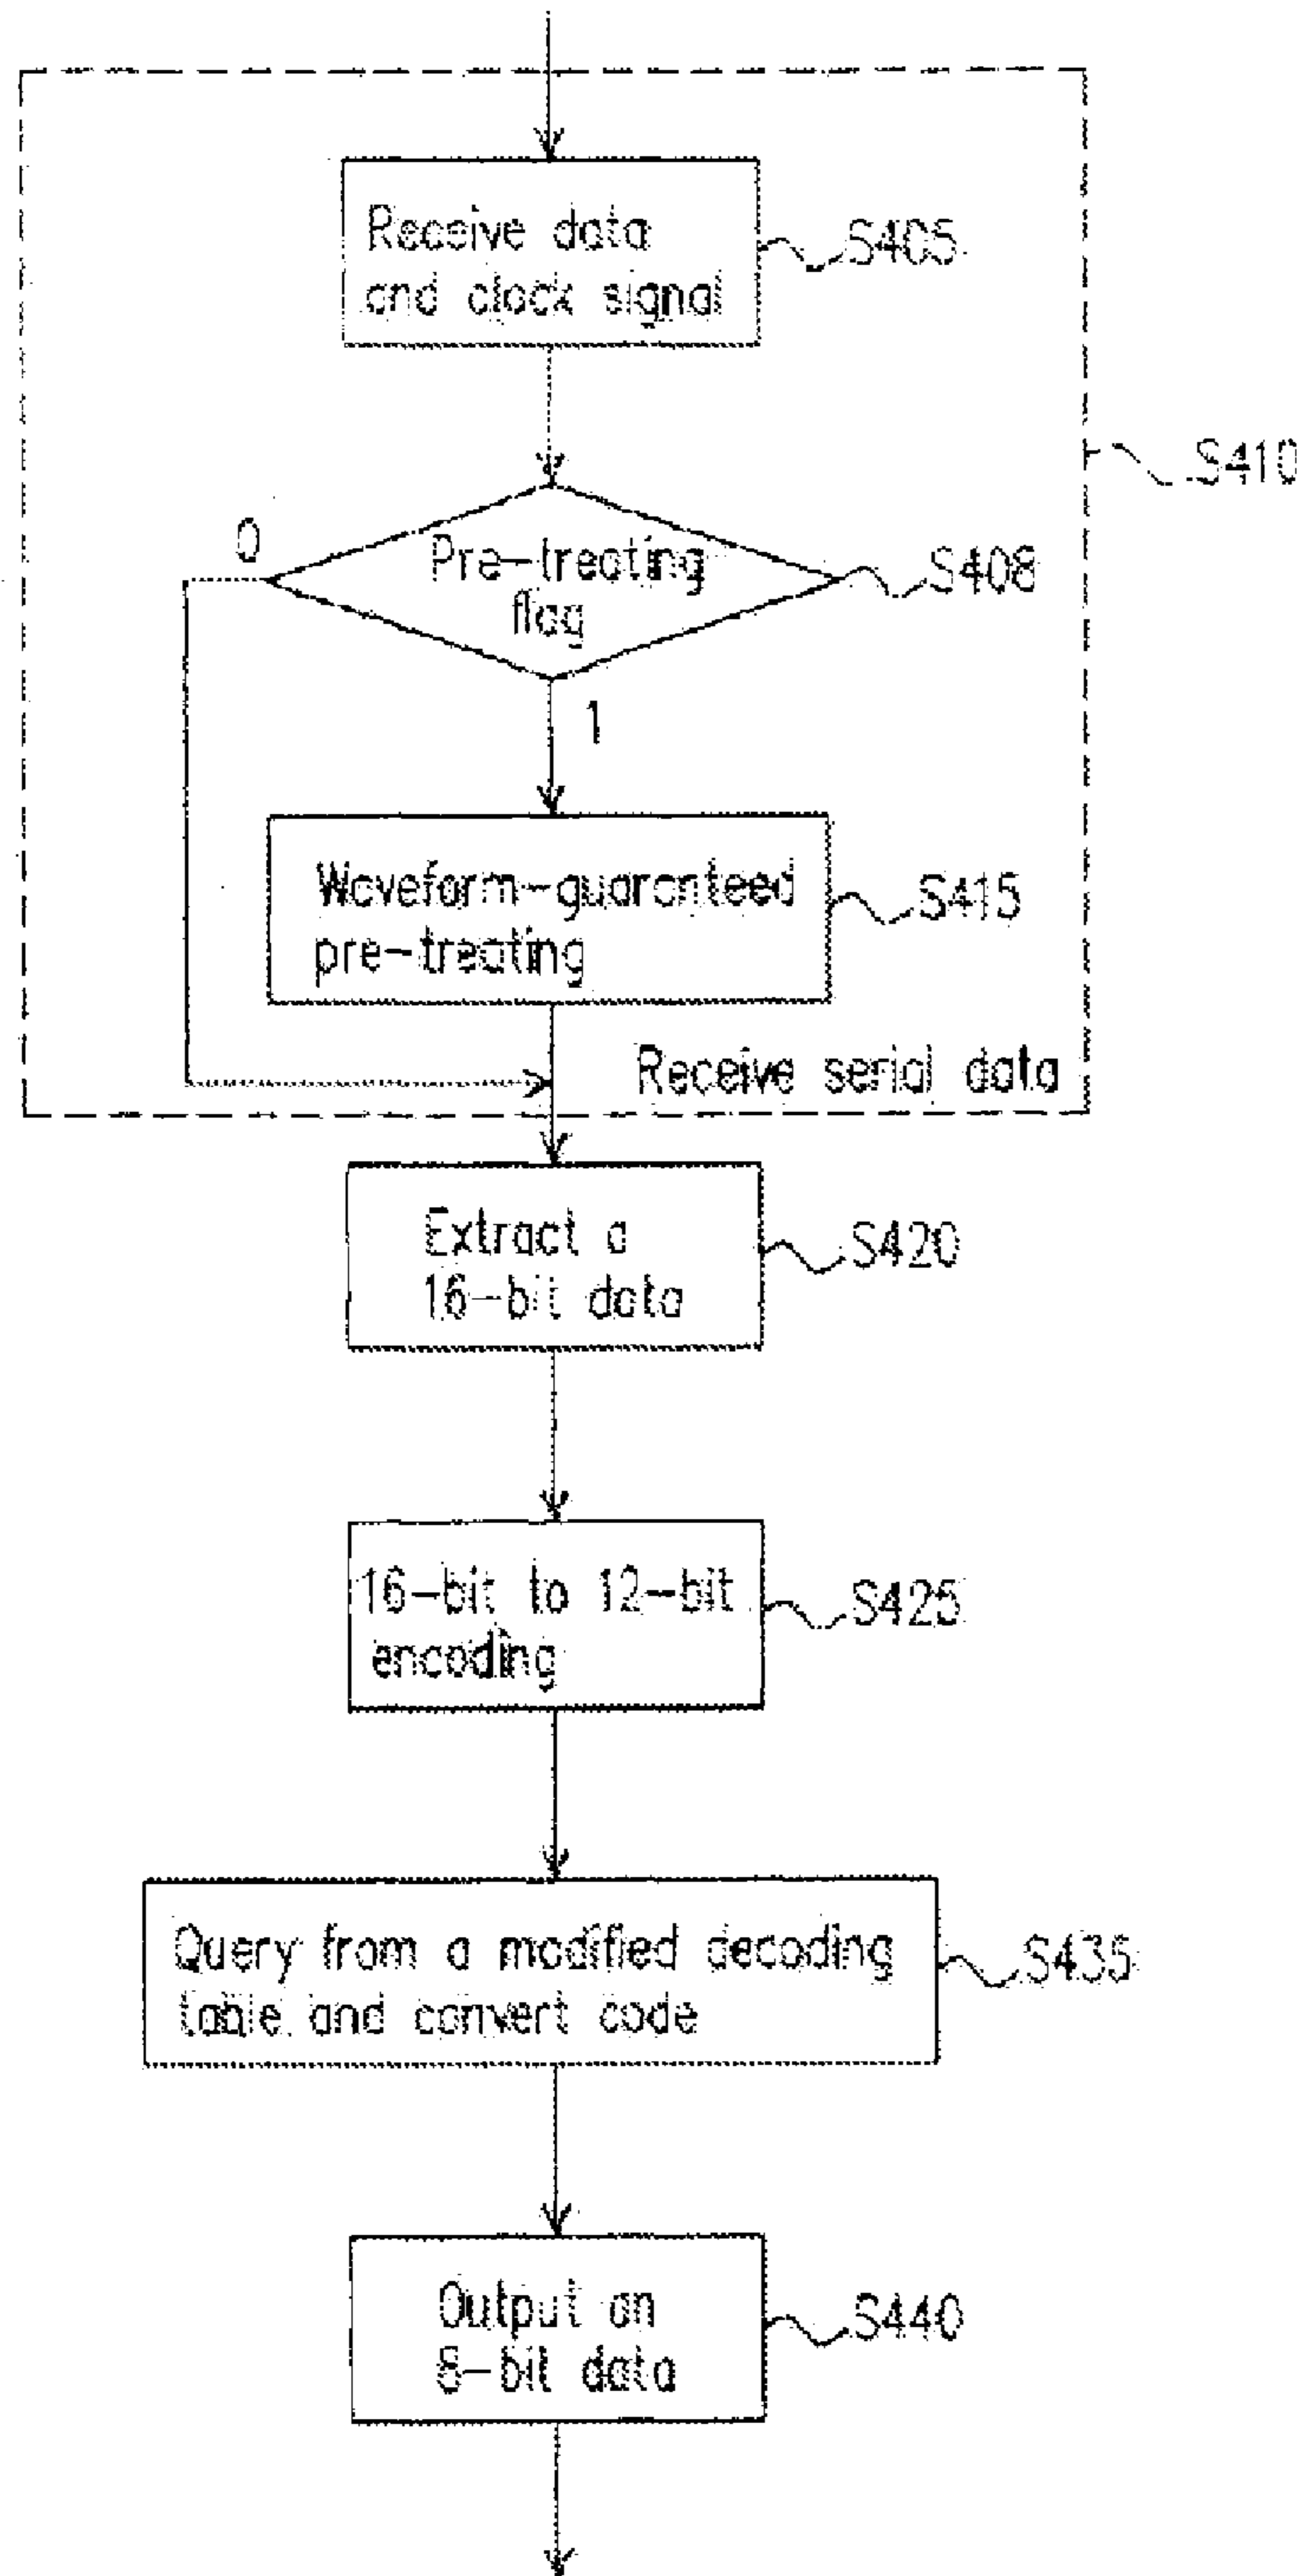 Receive data
and clock signal
S405
S410
0
Pre-treating
flag
S408
1
Waveform-guaranteed
pre-treating
S415
Receive serial data
Extract a
16-bit data
S420
16-bit to 12-bit
encoding
S425
Query from a modified decoding
table and convert code
S435
Output an
8-bit data
S440